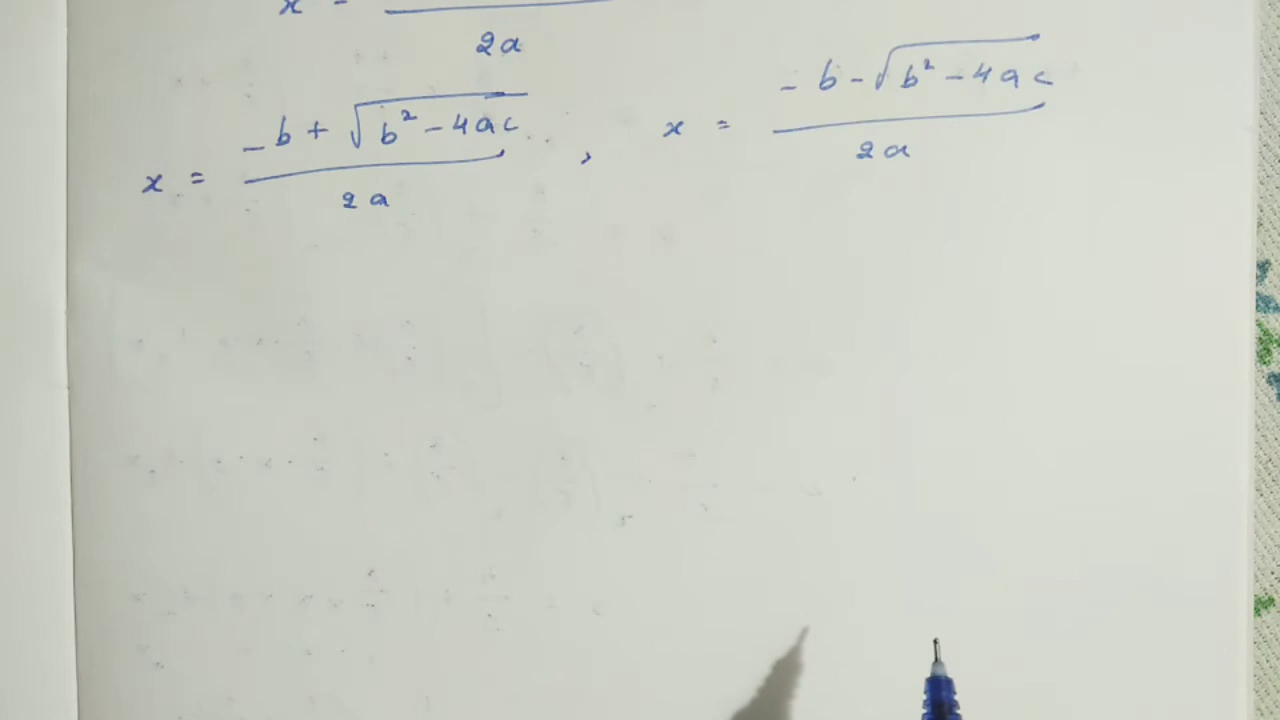 x =
2a
x = -b + √b² - 4ac / 2a , x = -b - √b² - 4ac / 2a